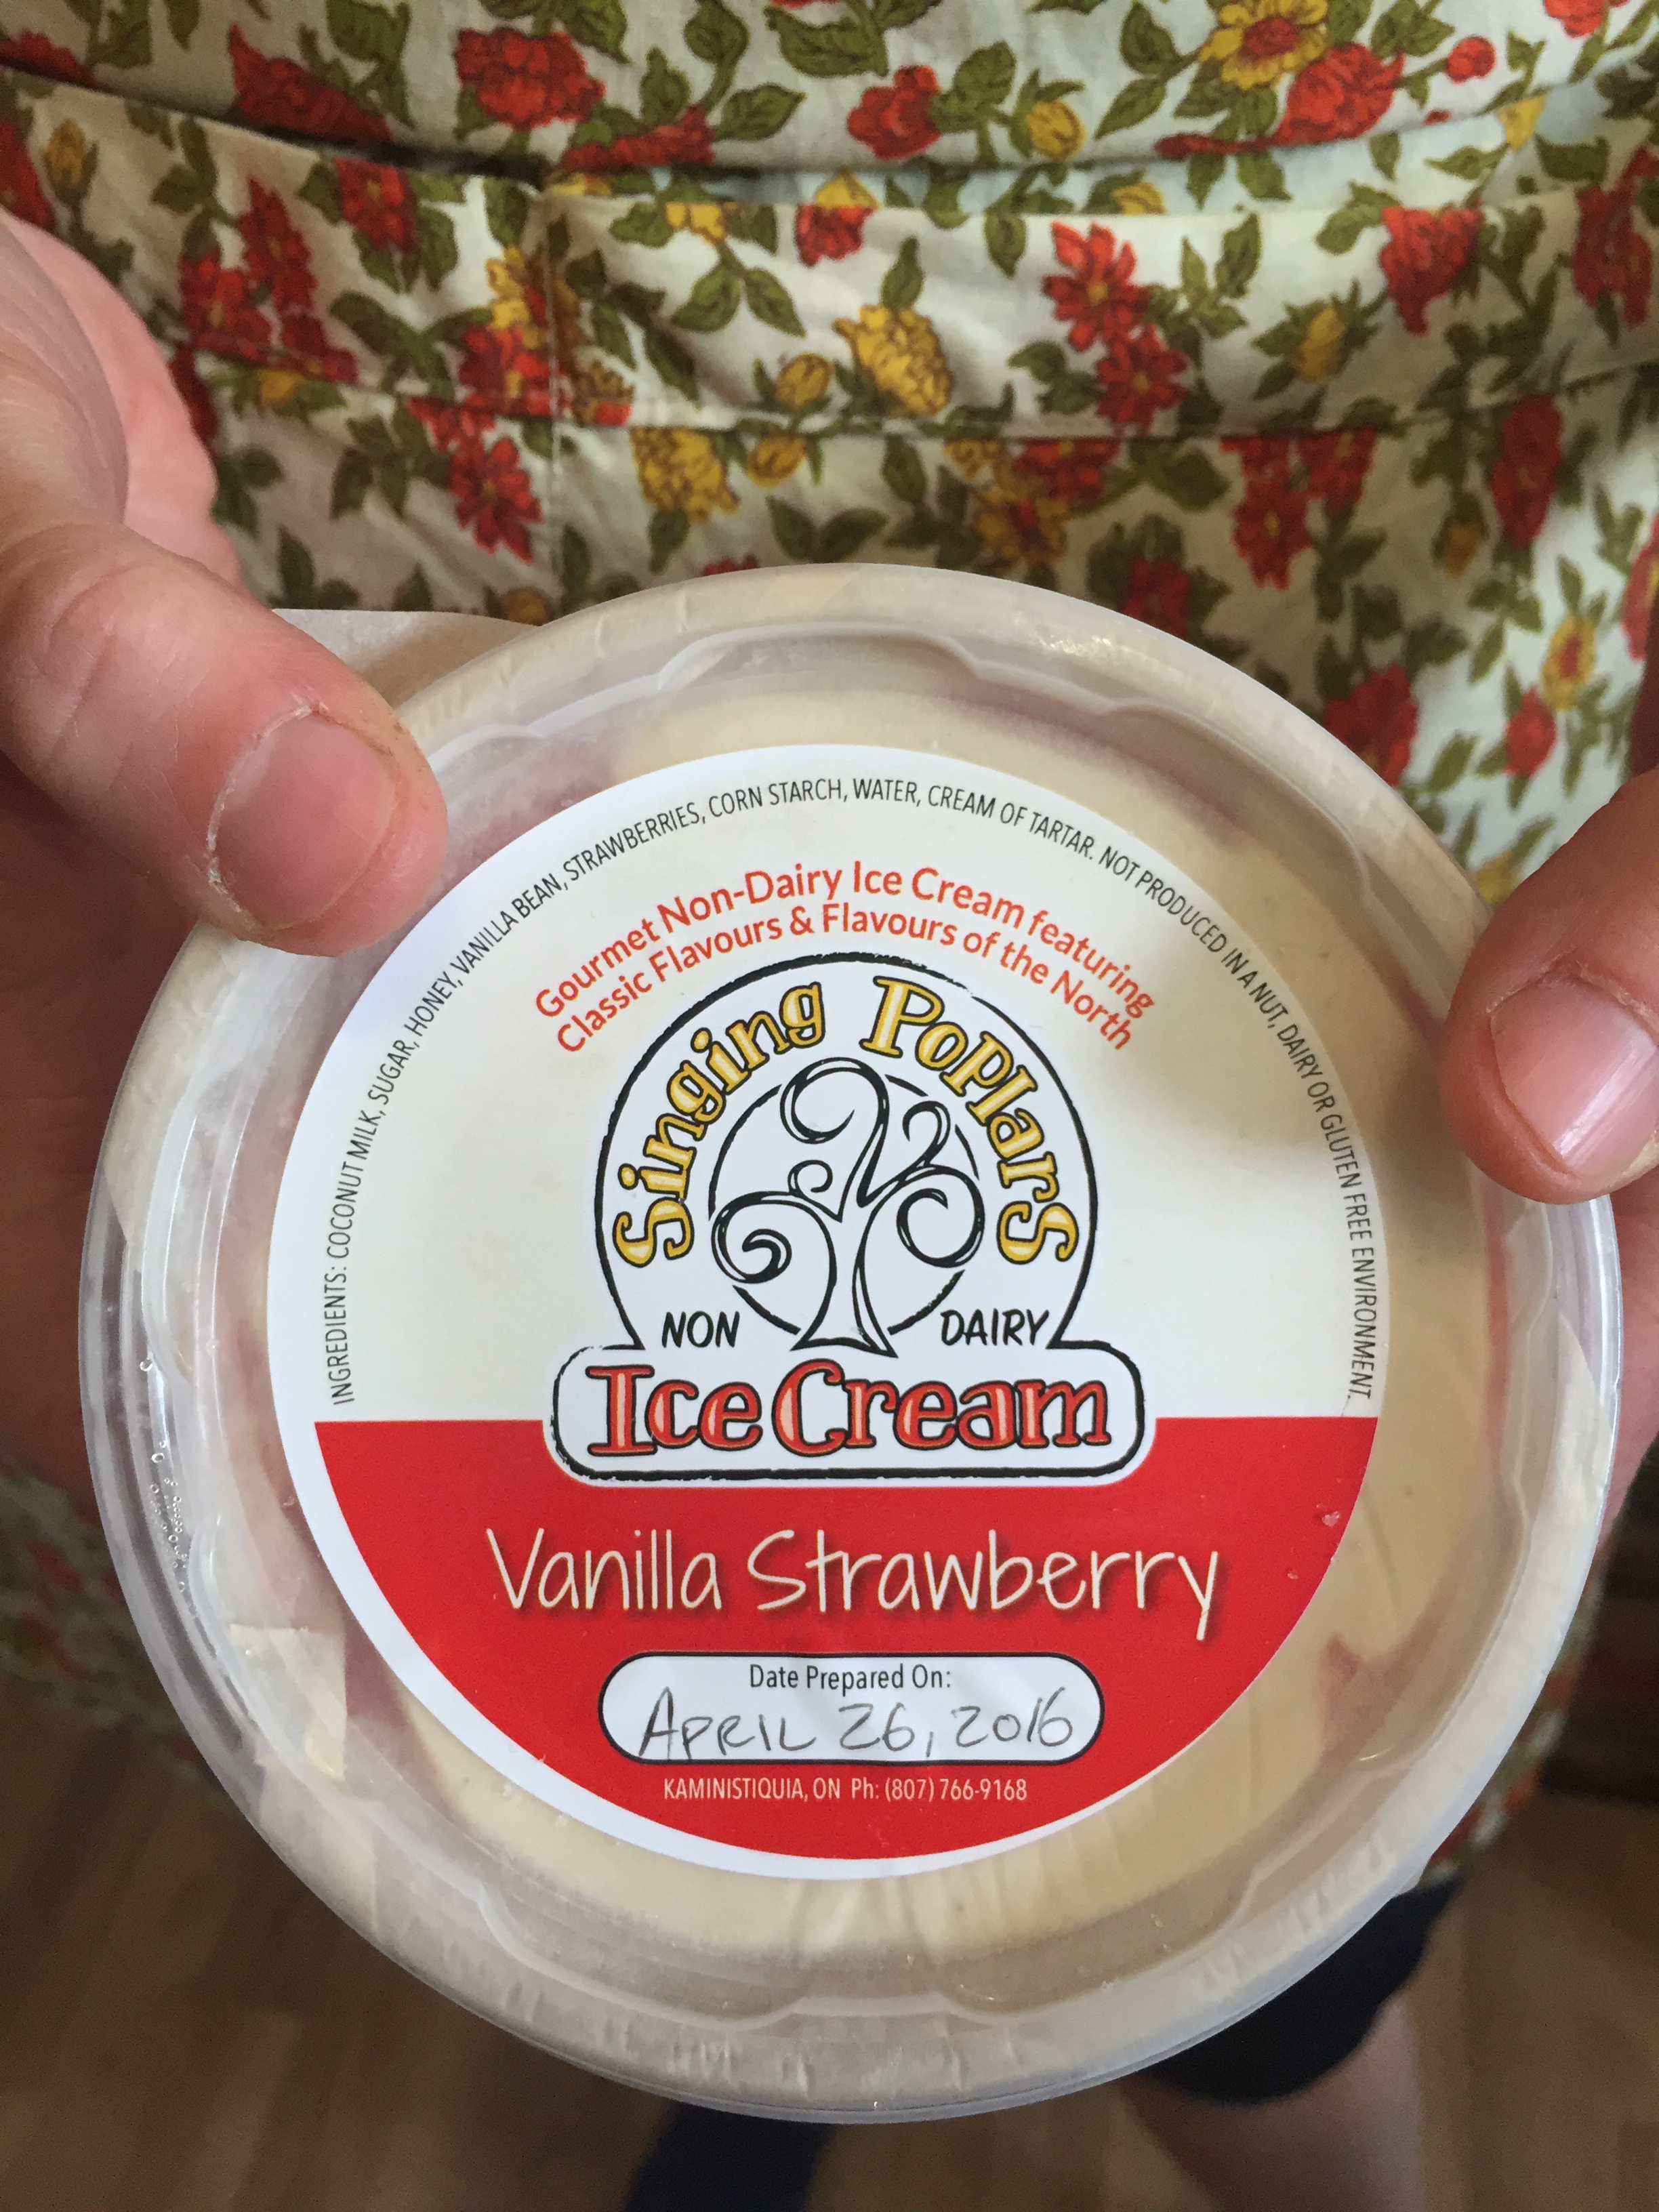 INGREDIENTS: COCONUT MILK, SUGAR, HONEY, VANILLA BEAN, STRAWBERRIES, CORN STARCH, WATER, CREAM OF TARTAR. NOT PRODUCED IN A NUT, DAIRY OR GLUTEN FREE ENVIRONMENT.
Gourmet Non-Dairy Ice Cream featuring
Classic Flavours & Flavours of the North
Singing Poplars
NON DAIRY
Ice Cream
Vanilla Strawberry
Date Prepared On:
APRIL 26, 2016
KAMINISTIQUIA, ON Ph: (807) 766-9168